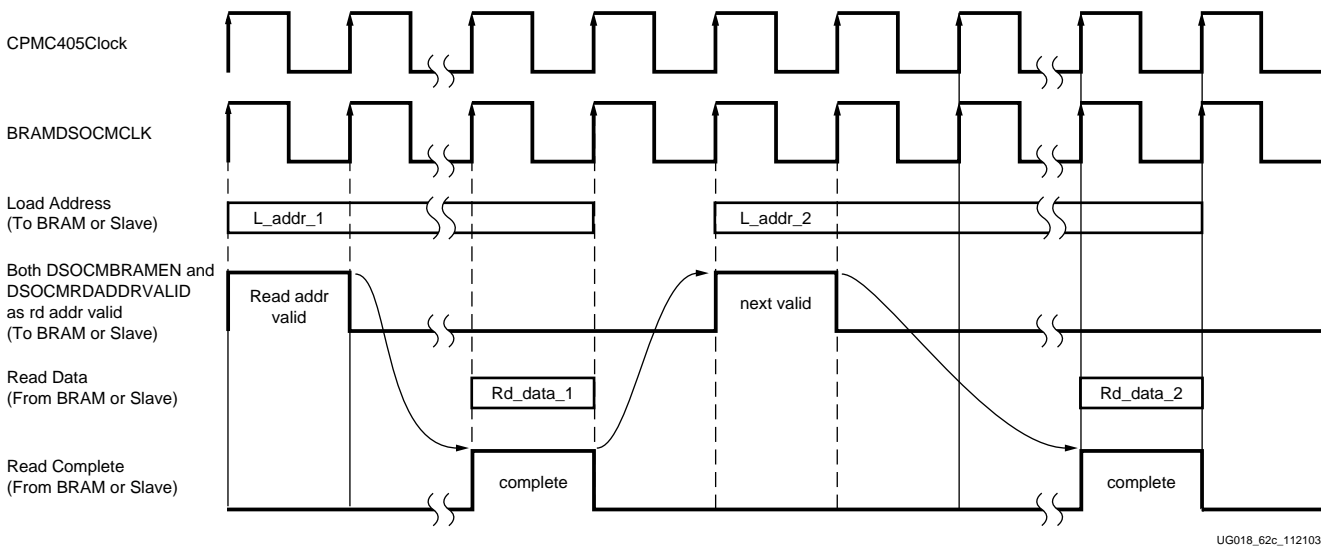 CPMC405Clock
BRAMDSOCMCLK
Load Address
(To BRAM or Slave)
L_addr_1
L_addr_2
Both DSOCMBRAMEN and
DSOCMRDADDRVALID
as rd addr valid
(To BRAM or Slave)
Read addr
valid
next valid
Read Data
(From BRAM or Slave)
Rd_data_1
Rd_data_2
Read Complete
(From BRAM or Slave)
complete
complete
UG018_62c_112103